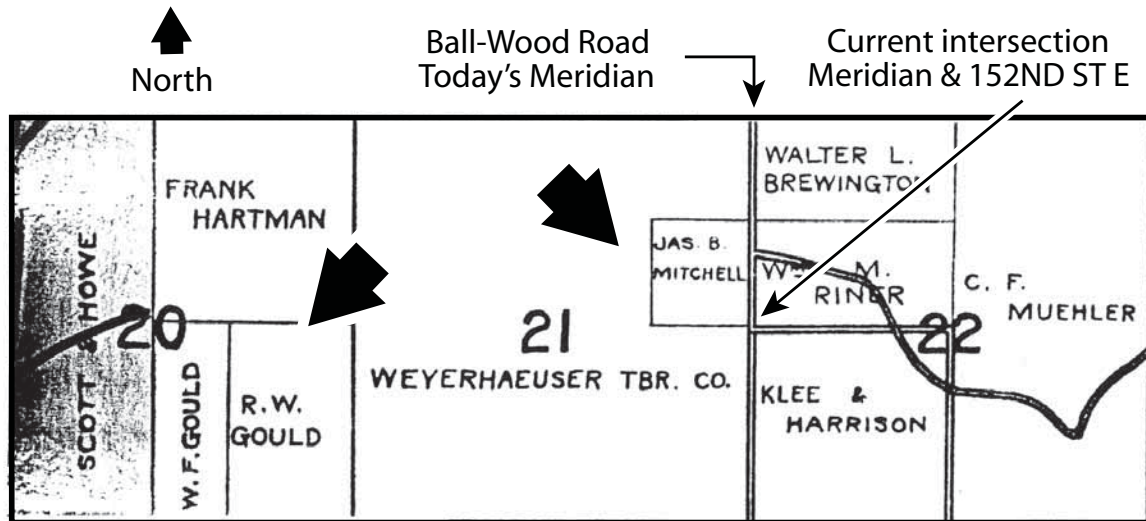 North
Ball-Wood Road
Today's Meridian
Current intersection
Meridian & 152ND ST E
SCOTT & HOWE
20
FRANK
HARTMAN
W. F. GOULD
R. W.
GOULD
21
WEYERHAEUSER TBR. CO.
JAS. B.
MITCHELL
WALTER L.
BREWINGTON
WM M.
RINER
22
C. F.
MUEHLER
KLEE &
HARRISON